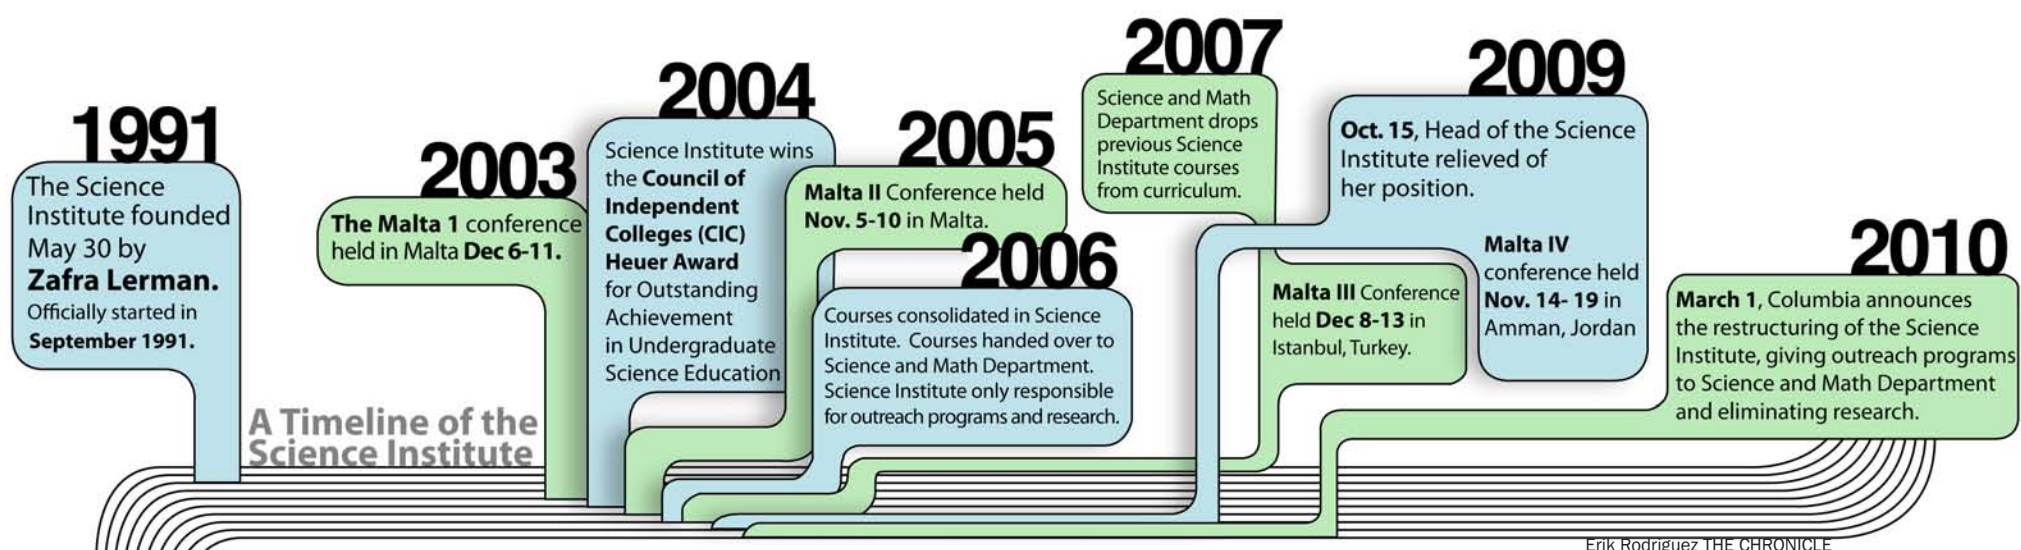 1991
The Science
Institute founded
May 30 by
Zafra Lerman.
Officially started in
September 1991.
A Timeline of the
Science Institute
2003
The Malta 1 conference
held in Malta Dec 6-11.
2004
Science Institute wins
the Council of
Independent
Colleges (CIC)
Heuer Award
for Outstanding
Achievement
in Undergraduate
Science Education
2005
Malta II Conference held
Nov. 5-10 in Malta.
2006
Courses consolidated in Science
Institute. Courses handed over to
Science and Math Department.
Science Institute only responsible
for outreach programs and research.
2007
Science and Math
Department drops
previous Science
Institute courses
from curriculum.
Malta III Conference
held Dec 8-13 in
Istanbul, Turkey.
2009
Oct. 15, Head of the Science
Institute relieved of
her position.
Malta IV
conference held
Nov. 14- 19 in
Amman, Jordan
2010
March 1, Columbia announces
the restructuring of the Science
Institute, giving outreach programs
to Science and Math Department
and eliminating research.
Erik Rodriguez THE CHRONICLE